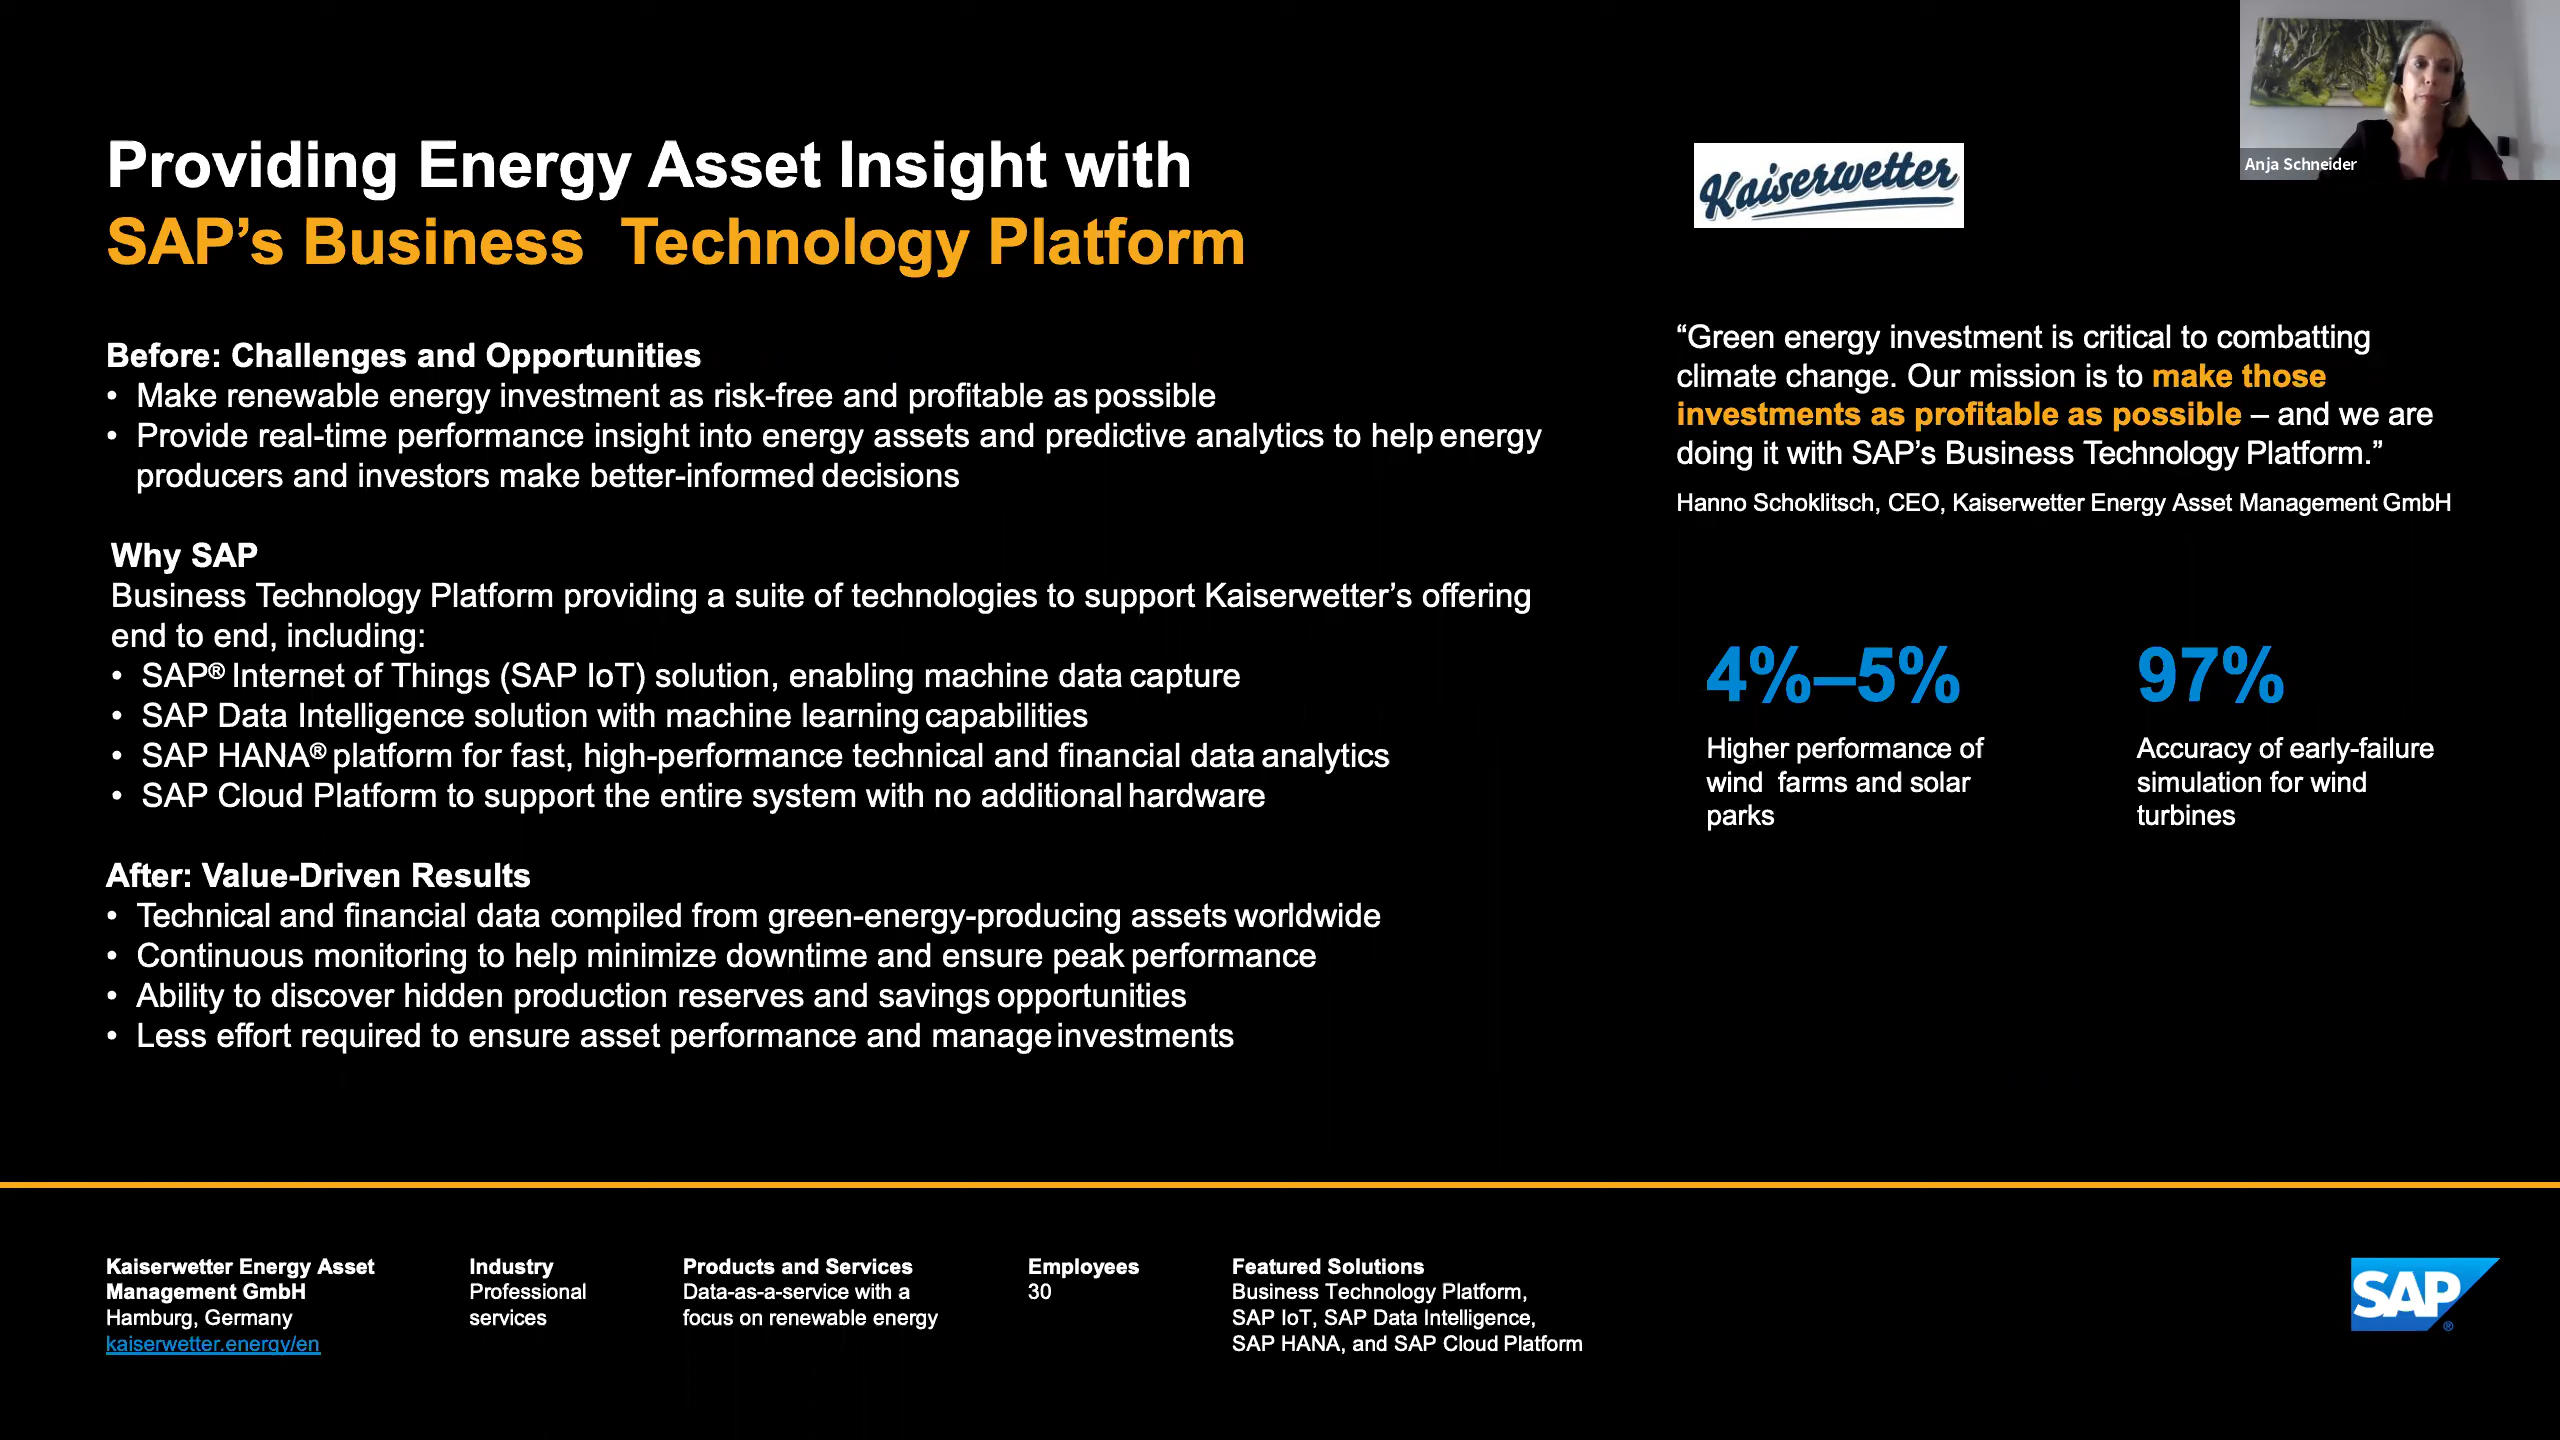 Providing Energy Asset Insight with
SAP’s Business  Technology Platform
Before: Challenges and Opportunities
• Make renewable energy investment as risk-free and profitable as possible
• Provide real-time performance insight into energy assets and predictive analytics to help energy
producers and investors make better-informed decisions
Why SAP
Business Technology Platform providing a suite of technologies to support Kaiserwetter’s offering
end to end, including:
• SAP® Internet of Things (SAP IoT) solution, enabling machine data capture
• SAP Data Intelligence solution with machine learning capabilities
• SAP HANA® platform for fast, high-performance technical and financial data analytics
• SAP Cloud Platform to support the entire system with no additional hardware
After: Value-Driven Results
• Technical and financial data compiled from green-energy-producing assets worldwide
• Continuous monitoring to help minimize downtime and ensure peak performance
• Ability to discover hidden production reserves and savings opportunities
• Less effort required to ensure asset performance and manage investments
Kaiserwetter
Anja Schneider
“Green energy investment is critical to combatting
climate change. Our mission is to make those
investments as profitable as possible – and we are
doing it with SAP’s Business Technology Platform.”
Hanno Schoklitsch, CEO, Kaiserwetter Energy Asset Management GmbH
4%–5%
Higher performance of
wind  farms and solar
parks
97%
Accuracy of early-failure
simulation for wind
turbines
Kaiserwetter Energy Asset
Management GmbH
Hamburg, Germany
kaiserwetter.energy/en
Industry
Professional
services
Products and Services
Data-as-a-service with a
focus on renewable energy
Employees
30
Featured Solutions
Business Technology Platform,
SAP IoT, SAP Data Intelligence,
SAP HANA, and SAP Cloud Platform
SAP®